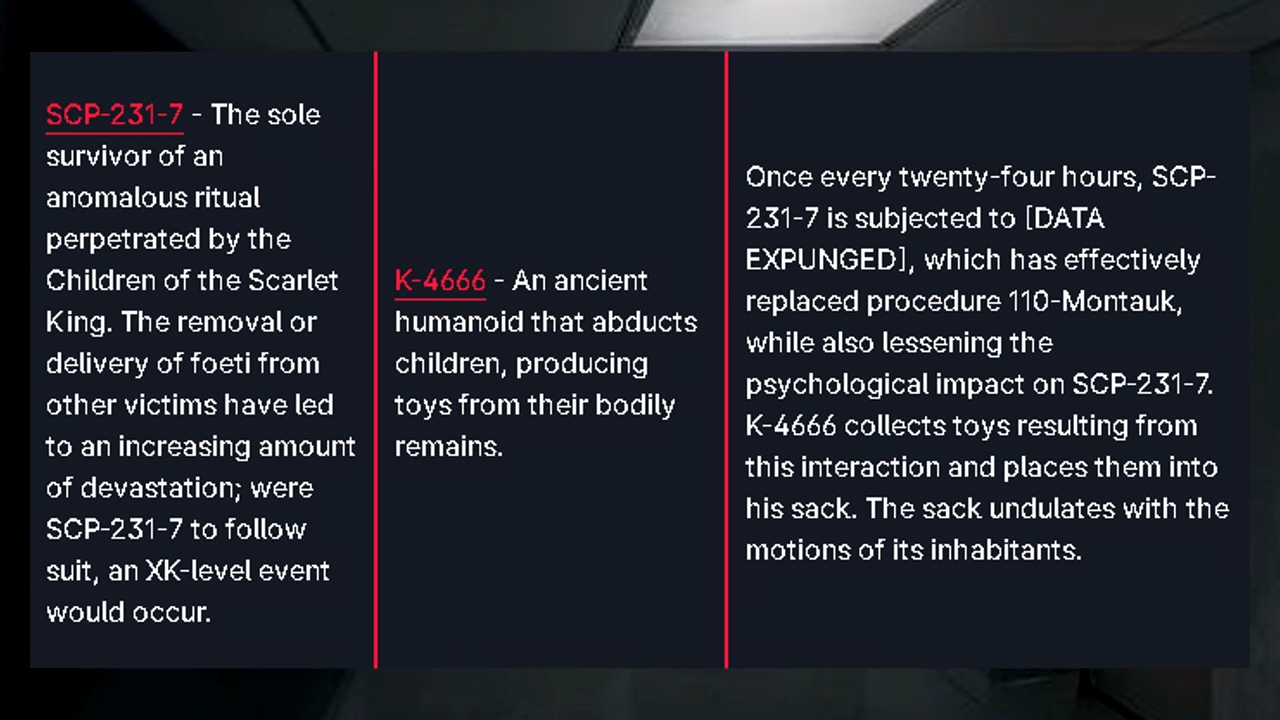 SCP-231-7 - The sole
survivor of an
anomalous ritual
perpetrated by the
Children of the Scarlet
King. The removal or
delivery of foeti from
other victims have led
to an increasing amount
of devastation; were
SCP-231-7 to follow
suit, an XK-level event
would occur.
K-4666 - An ancient
humanoid that abducts
children, producing
toys from their bodily
remains.
Once every twenty-four hours, SCP-
231-7 is subjected to [DATA
EXPUNGED], which has effectively
replaced procedure 110-Montauk,
while also lessening the
psychological impact on SCP-231-7.
K-4666 collects toys resulting from
this interaction and places them into
his sack. The sack undulates with the
motions of its inhabitants.